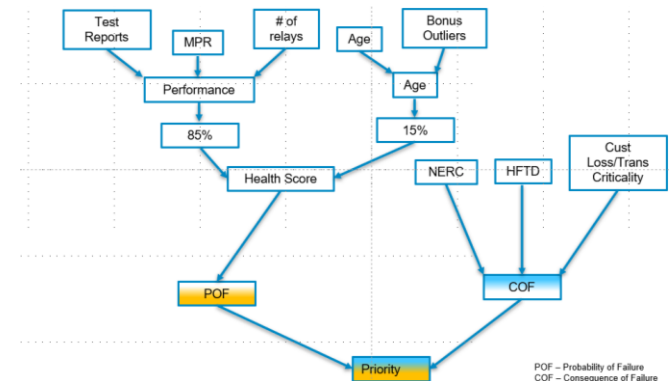 Test
Reports
MPR
# of
relays
Age
Bonus
Outliers
Performance
Age
85%
15%
Cust
Loss/Trans
Criticality
Health Score
NERC
HFTD
POF
COF
Priority
POF – Probability of Failure
COF – Consequence of Failure